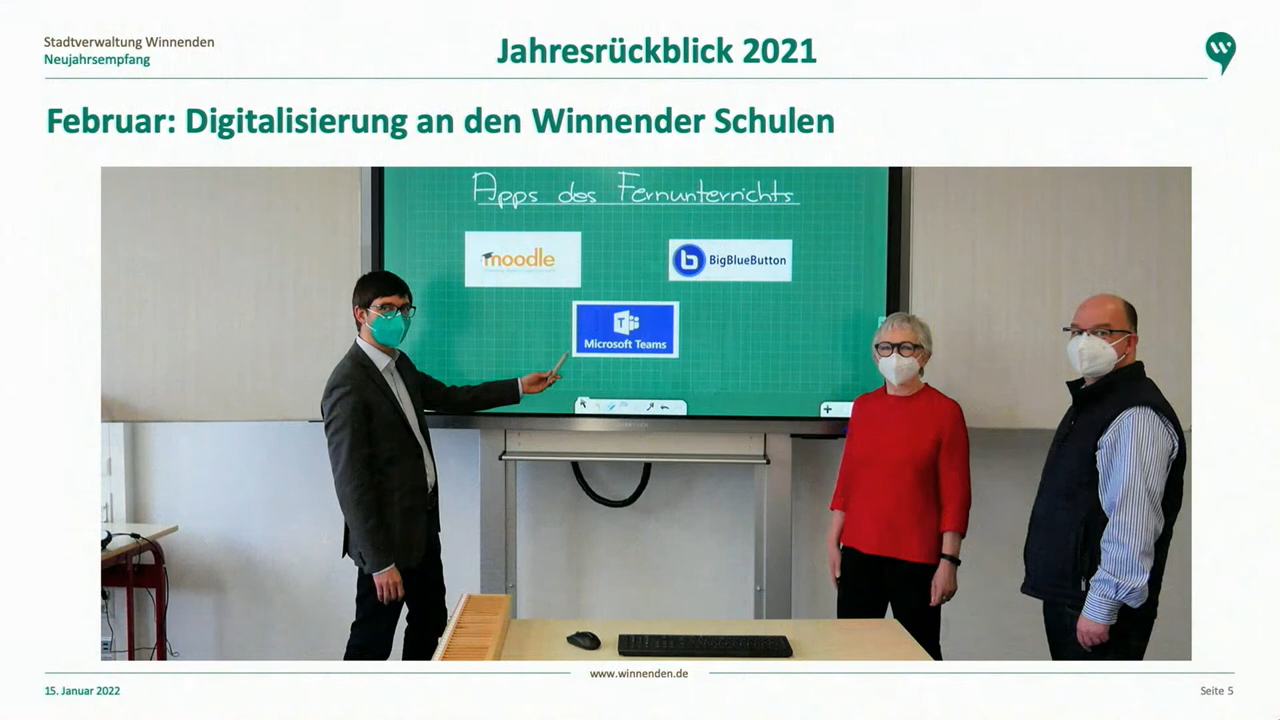 Stadtverwaltung Winnenden
Neujahrsempfang
Jahresrückblick 2021
w
Februar: Digitalisierung an den Winnender Schulen
Apps des Fernunterrichts
moodle
b BigBlueButton
T
Microsoft Teams
www.winnenden.de
15. Januar 2022
Seite 5